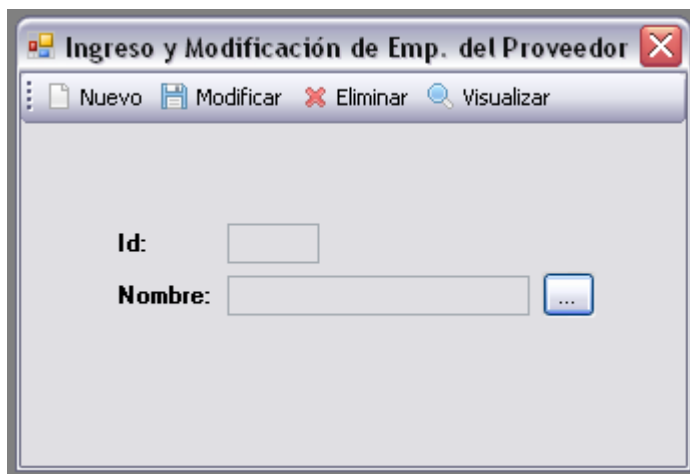 Ingreso y Modificación de Emp. del Proveedor
Nuevo Modificar Eliminar Visualizar
Id:
Nombre: ...